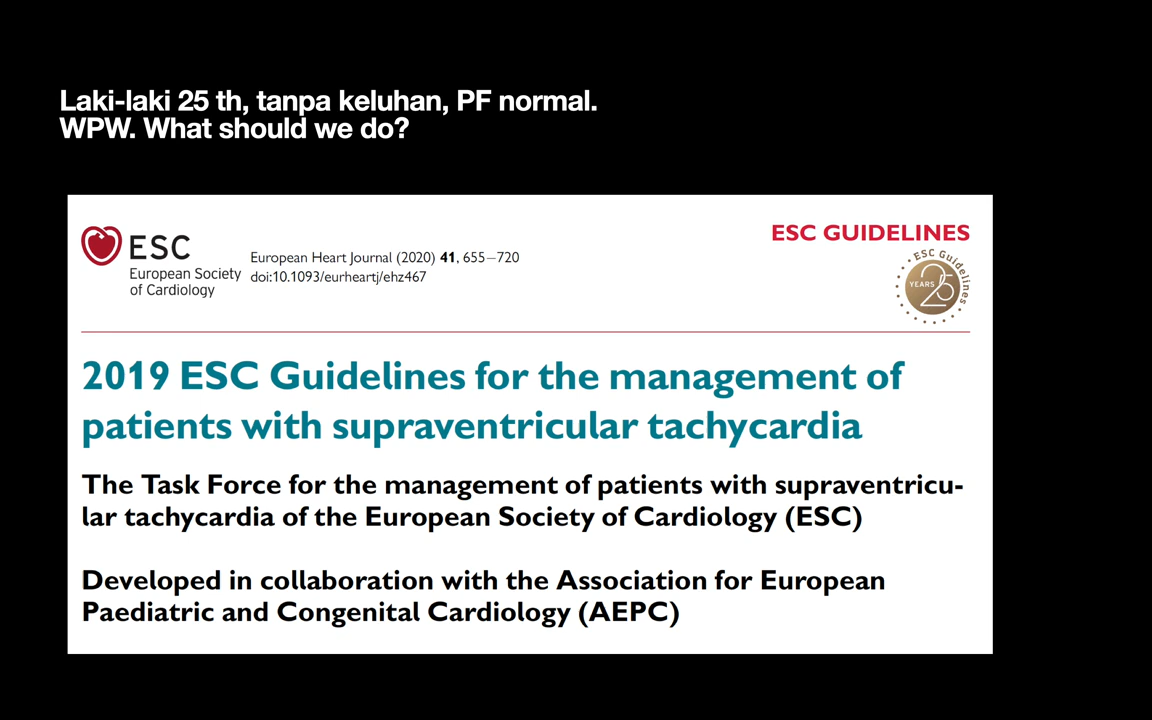 Laki-laki 25 th, tanpa keluhan, PF normal.
WPW. What should we do?
ESC
European Society
of Cardiology
European Heart Journal (2020) 41, 655–720
doi:10.1093/eurheartj/ehz467
ESC GUIDELINES
ESC Guidelines
YEARS 25
2019 ESC Guidelines for the management of
patients with supraventricular tachycardia
The Task Force for the management of patients with supraventricu-
lar tachycardia of the European Society of Cardiology (ESC)
Developed in collaboration with the Association for European
Paediatric and Congenital Cardiology (AEPC)